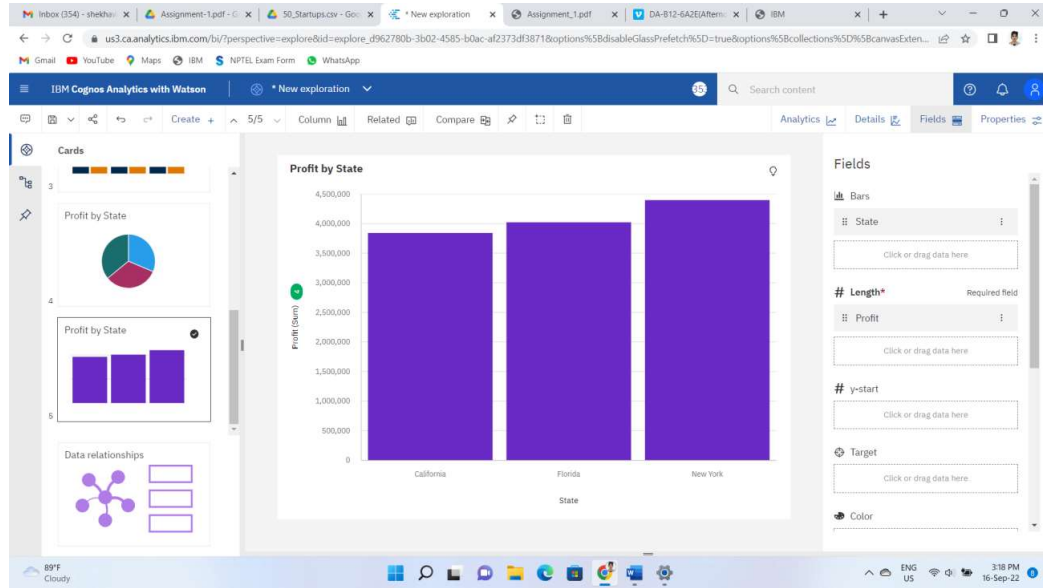 Inbox (354) - shekha
Assignment-1.pdf - G
50_Startups.csv - Goo
* New exploration
Assignment_1.pdf
DA-B12-6A2E(Afterno
IBM
us3.ca.analytics.ibm.com/bi/?perspective=explore&id=explore_d962780b-3b02-4585-b0ac-af2373df3871&options%5BdisableGlassPrefetch%5D=true&options%5Bcollections%5D%5BcanvasExten...
Gmail YouTube Maps IBM NPTEL Exam Form WhatsApp
IBM Cognos Analytics with Watson
* New exploration
35
Search content
Create + 5/5 Column Related Compare
Analytics Details Fields Properties
Cards
3
Profit by State
4
Profit by State
5
Data relationships
Profit by State
4,500,000
4,000,000
3,500,000
3,000,000
2,500,000
2,000,000
1,500,000
1,000,000
500,000
0
Profit (Sum)
California Florida New York
State
Fields
Bars
State
Click or drag data here
# Length* Required field
Profit
Click or drag data here
# y-start
Click or drag data here
Target
Click or drag data here
Color
89°F
Cloudy
ENG
US
3:18 PM
16-Sep-22